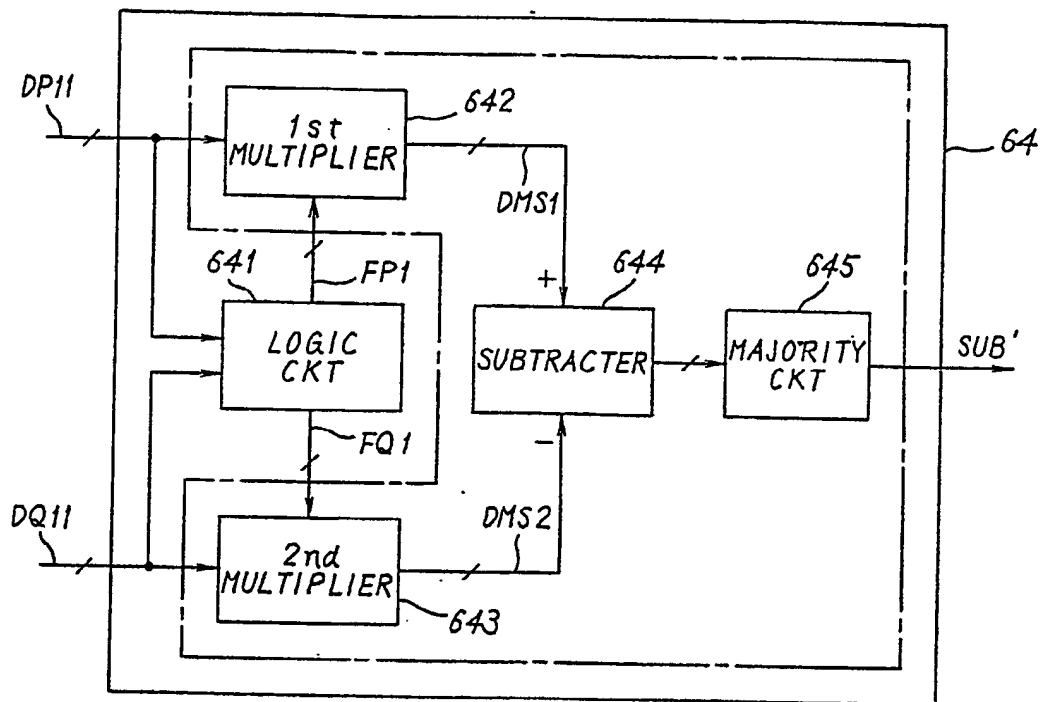 DP11
1st
MULTIPLIER
642
64
DMS1
641
FP1
+
644
645
LOGIC
CKT
SUBTRACTER
MAJORITY
CKT
SUB'
FQ1
-
DQ11
DMS2
2nd
MULTIPLIER
643